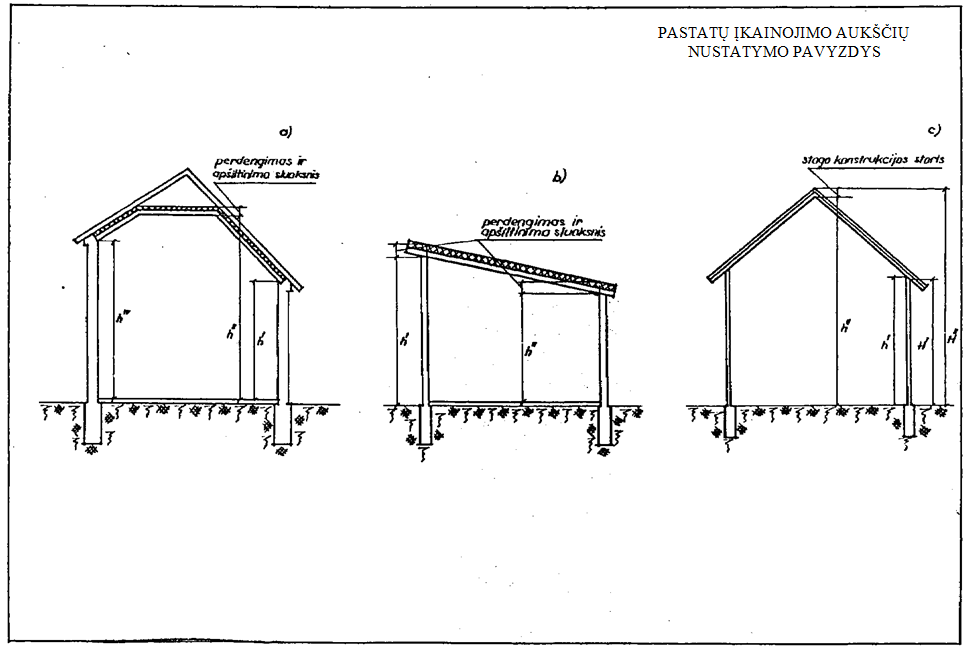 PASTATŲ ĮKAINOJIMO AUKŠČIŲ
NUSTATYMO PAVYZDYS
a)
perdengimas ir
apšiltinimo sluoksnis
h'''
h''
h'
b)
perdengimas ir
apšiltinimo sluoksnis
h'
h''
c)
stogo konstrukcijos storis
h''
h'
H'
H''